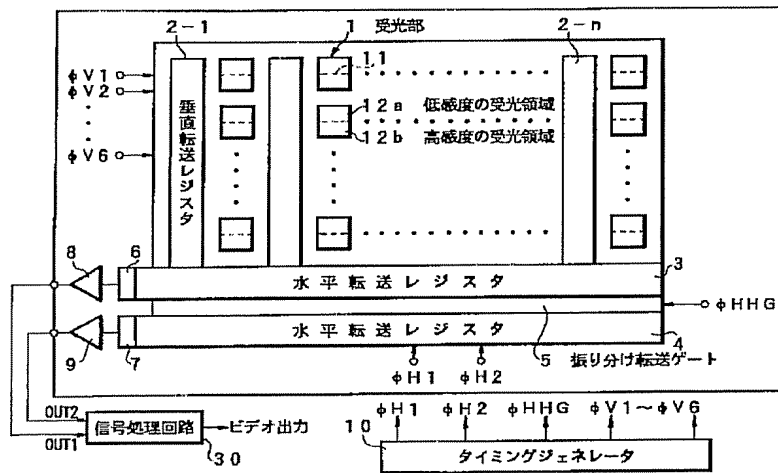 2-1
1 受光部
2-n
11
φV1
φV2
φV6
12a 低感度の受光領域
12b 高感度の受光領域
垂直転送レジスタ
8
6
水平転送レジスタ
3
φHHG
水平転送レジスタ
9
7
5
4
振り分け転送ゲート
φH1 φH2
OUT2
OUT1
信号処理回路
ビデオ出力
30
φH1 φH2 φHHG φV1～φV6
10
タイミングジェネレータ